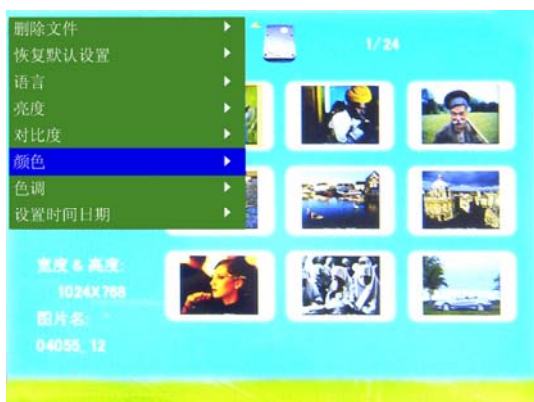 删除文件
恢复默认设置
语言
亮度
对比度
颜色
色调
设置时间日期
1/24
宽度 & 高度:
1024X768
图片名:
04055_12